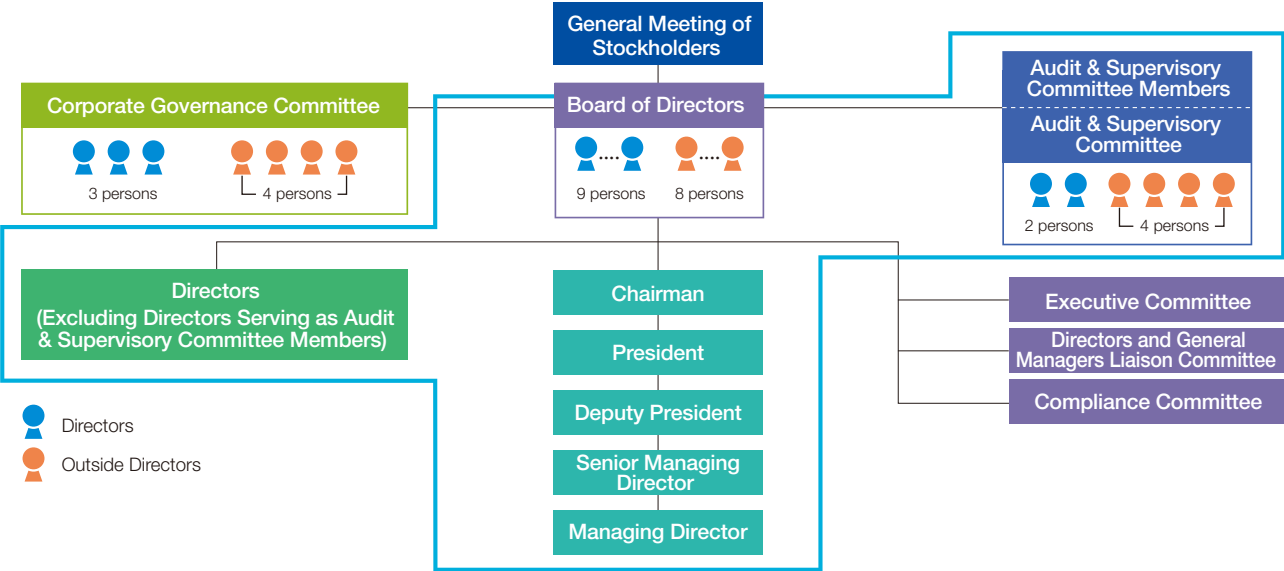 General Meeting of
Stockholders
Corporate Governance Committee
3 persons
4 persons
Board of Directors
9 persons
8 persons
Audit & Supervisory
Committee Members
Audit & Supervisory
Committee
2 persons
4 persons
Directors
(Excluding Directors Serving as Audit
& Supervisory Committee Members)
Chairman
President
Deputy President
Senior Managing
Director
Managing Director
Executive Committee
Directors and General
Managers Liaison Committee
Compliance Committee
Directors
Outside Directors